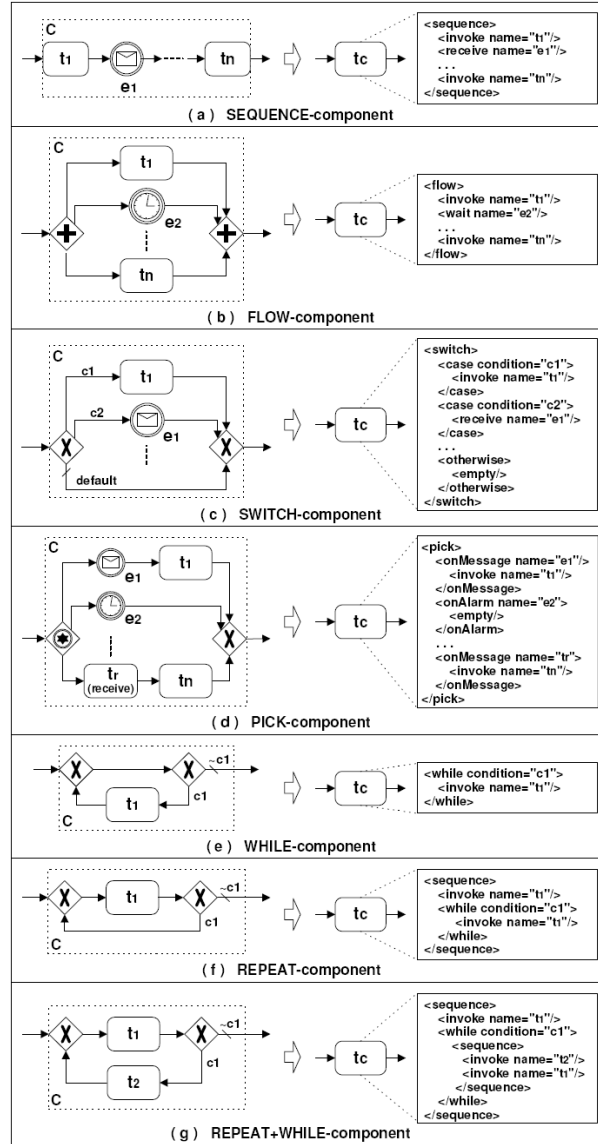 C
t1
e1
tn
tc
<sequence>
<invoke name="t1"/>
<receive name="e1"/>
...
<invoke name="tn"/>
</sequence>
( a ) SEQUENCE-component
C
t1
e2
tn
tc
<flow>
<invoke name="t1"/>
<wait name="e2"/>
...
<invoke name="tn"/>
</flow>
( b ) FLOW-component
C
c1
t1
c2
e1
default
tc
<switch>
<case condition="c1">
<invoke name="t1"/>
</case>
<case condition="c2">
<receive name="e1"/>
</case>
...
<otherwise>
<empty/>
</otherwise>
</switch>
( c ) SWITCH-component
C
e1
t1
e2
tr
(receive)
tn
tc
<pick>
<onMessage name="e1"/>
<invoke name="t1"/>
</onMessage>
<onAlarm name="e2">
<empty/>
</onAlarm>
...
<onMessage name="tr">
<invoke name="tn"/>
</onMessage>
</pick>
( d ) PICK-component
~c1
t1
c1
C
tc
<while condition="c1">
<invoke name="t1"/>
</while>
( e ) WHILE-component
t1
~c1
c1
C
tc
<sequence>
<invoke name="t1"/>
<while condition="c1">
<invoke name="t1"/>
</while>
</sequence>
( f ) REPEAT-component
t1
~c1
c1
t2
C
tc
<sequence>
<invoke name="t1"/>
<while condition="c1">
<sequence>
<invoke name="t2"/>
<invoke name="t1"/>
</sequence>
</while>
</sequence>
( g ) REPEAT+WHILE-component